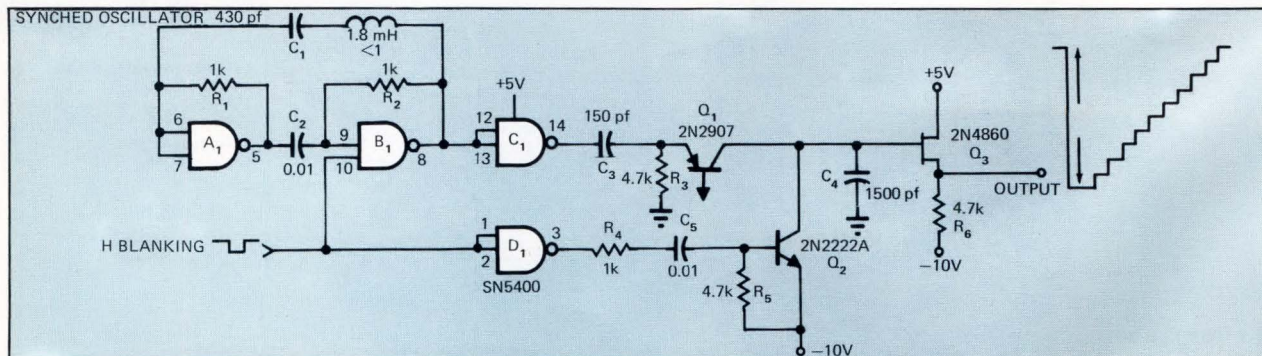 SYNCHED OSCILLATOR 430 pf
C1
1.8 mH
<1
1k
R1
1k
R2
C2
0.01
6
7
A1
5
9
10
B1
8
+5V
12
13
C1
14
150 pf
C3
Q1
2N2907
4.7k
R3
C4
1500 pf
+5V
2N4860
Q3
OUTPUT
4.7k
R6
−10V
H BLANKING
1
2
D1
3
SN5400
R4
1k
C5
0.01
4.7k
R5
2N2222A
Q2
−10V